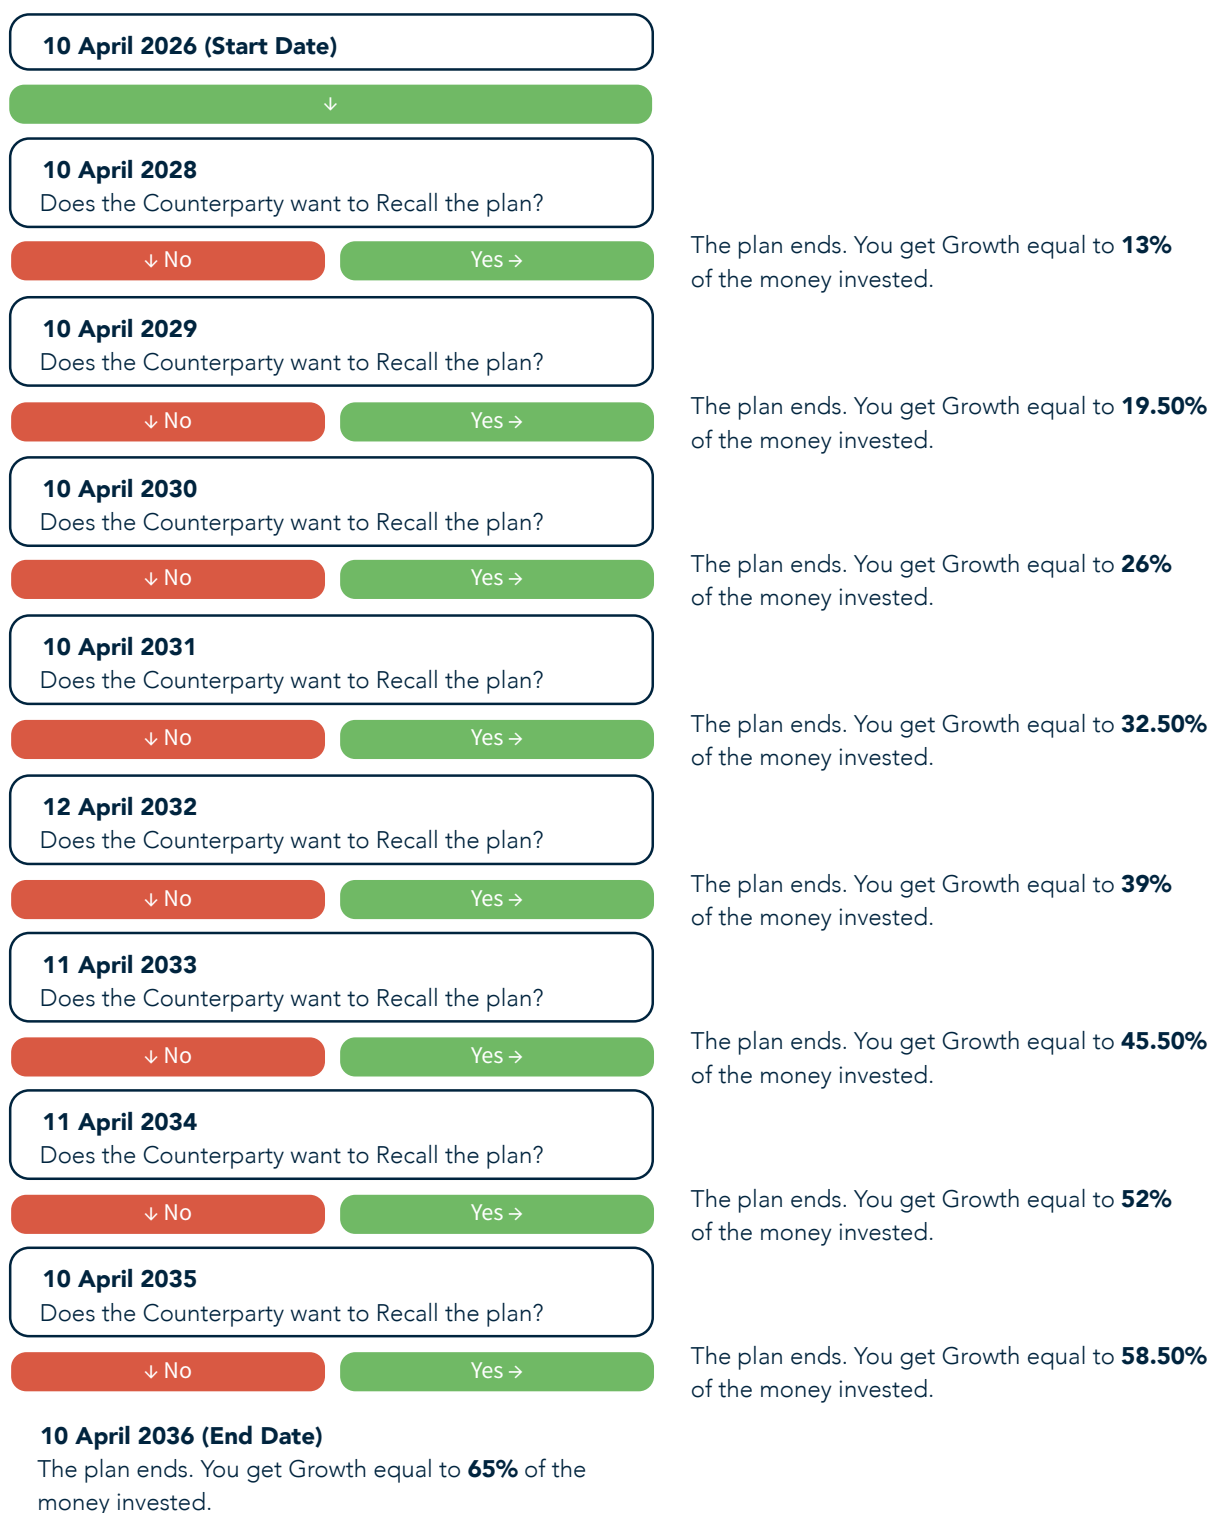 10 April 2026 (Start Date)
↓
10 April 2028
Does the Counterparty want to Recall the plan?
↓ No
Yes →
The plan ends. You get Growth equal to 13%
of the money invested.
10 April 2029
Does the Counterparty want to Recall the plan?
↓ No
Yes →
The plan ends. You get Growth equal to 19.50%
of the money invested.
10 April 2030
Does the Counterparty want to Recall the plan?
↓ No
Yes →
The plan ends. You get Growth equal to 26%
of the money invested.
10 April 2031
Does the Counterparty want to Recall the plan?
↓ No
Yes →
The plan ends. You get Growth equal to 32.50%
of the money invested.
12 April 2032
Does the Counterparty want to Recall the plan?
↓ No
Yes →
The plan ends. You get Growth equal to 39%
of the money invested.
11 April 2033
Does the Counterparty want to Recall the plan?
↓ No
Yes →
The plan ends. You get Growth equal to 45.50%
of the money invested.
11 April 2034
Does the Counterparty want to Recall the plan?
↓ No
Yes →
The plan ends. You get Growth equal to 52%
of the money invested.
10 April 2035
Does the Counterparty want to Recall the plan?
↓ No
Yes →
The plan ends. You get Growth equal to 58.50%
of the money invested.
10 April 2036 (End Date)
The plan ends. You get Growth equal to 65% of the
money invested.